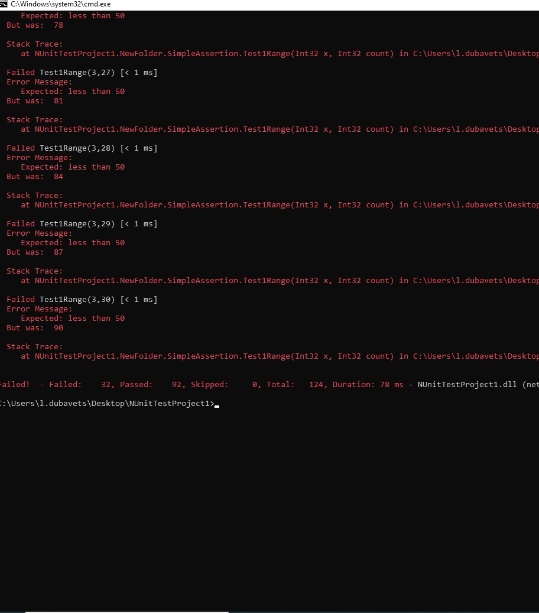 C:\Windows\system32\cmd.exe
Expected: less than 50
But was: 78
Stack Trace:
at NUnitTestProject1.NewFolder.SimpleAssertion.Test1Range(Int32 x, Int32 count) in C:\Users\l.dubavets\Desktop
Failed Test1Range(3,27) [< 1 ms]
Error Message:
Expected: less than 50
But was: 81
Stack Trace:
at NUnitTestProject1.NewFolder.SimpleAssertion.Test1Range(Int32 x, Int32 count) in C:\Users\l.dubavets\Desktop
Failed Test1Range(3,28) [< 1 ms]
Error Message:
Expected: less than 50
But was: 84
Stack Trace:
at NUnitTestProject1.NewFolder.SimpleAssertion.Test1Range(Int32 x, Int32 count) in C:\Users\l.dubavets\Desktop
Failed Test1Range(3,29) [< 1 ms]
Error Message:
Expected: less than 50
But was: 87
Stack Trace:
at NUnitTestProject1.NewFolder.SimpleAssertion.Test1Range(Int32 x, Int32 count) in C:\Users\l.dubavets\Desktop
Failed Test1Range(3,30) [< 1 ms]
Error Message:
Expected: less than 50
But was: 90
Stack Trace:
at NUnitTestProject1.NewFolder.SimpleAssertion.Test1Range(Int32 x, Int32 count) in C:\Users\l.dubavets\Desktop
ailed! - Failed: 32, Passed: 92, Skipped: 0, Total: 124, Duration: 78 ms - NUnitTestProject1.dll (net
C:\Users\l.dubavets\Desktop\NUnitTestProject1>_